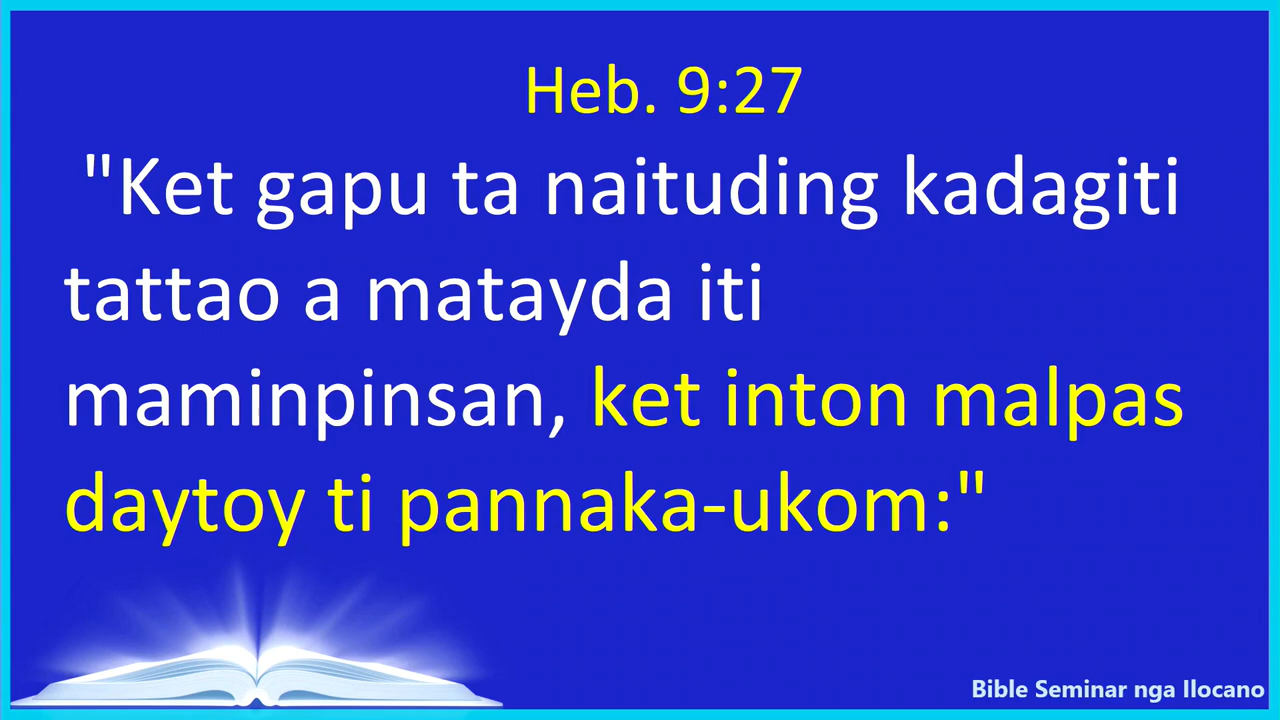 Heb. 9:27
"Ket gapu ta naituding kadagiti
tattao a matayda iti
maminpinsan, ket inton malpas
daytoy ti pannaka-ukom:"
Bible Seminar nga Ilocano